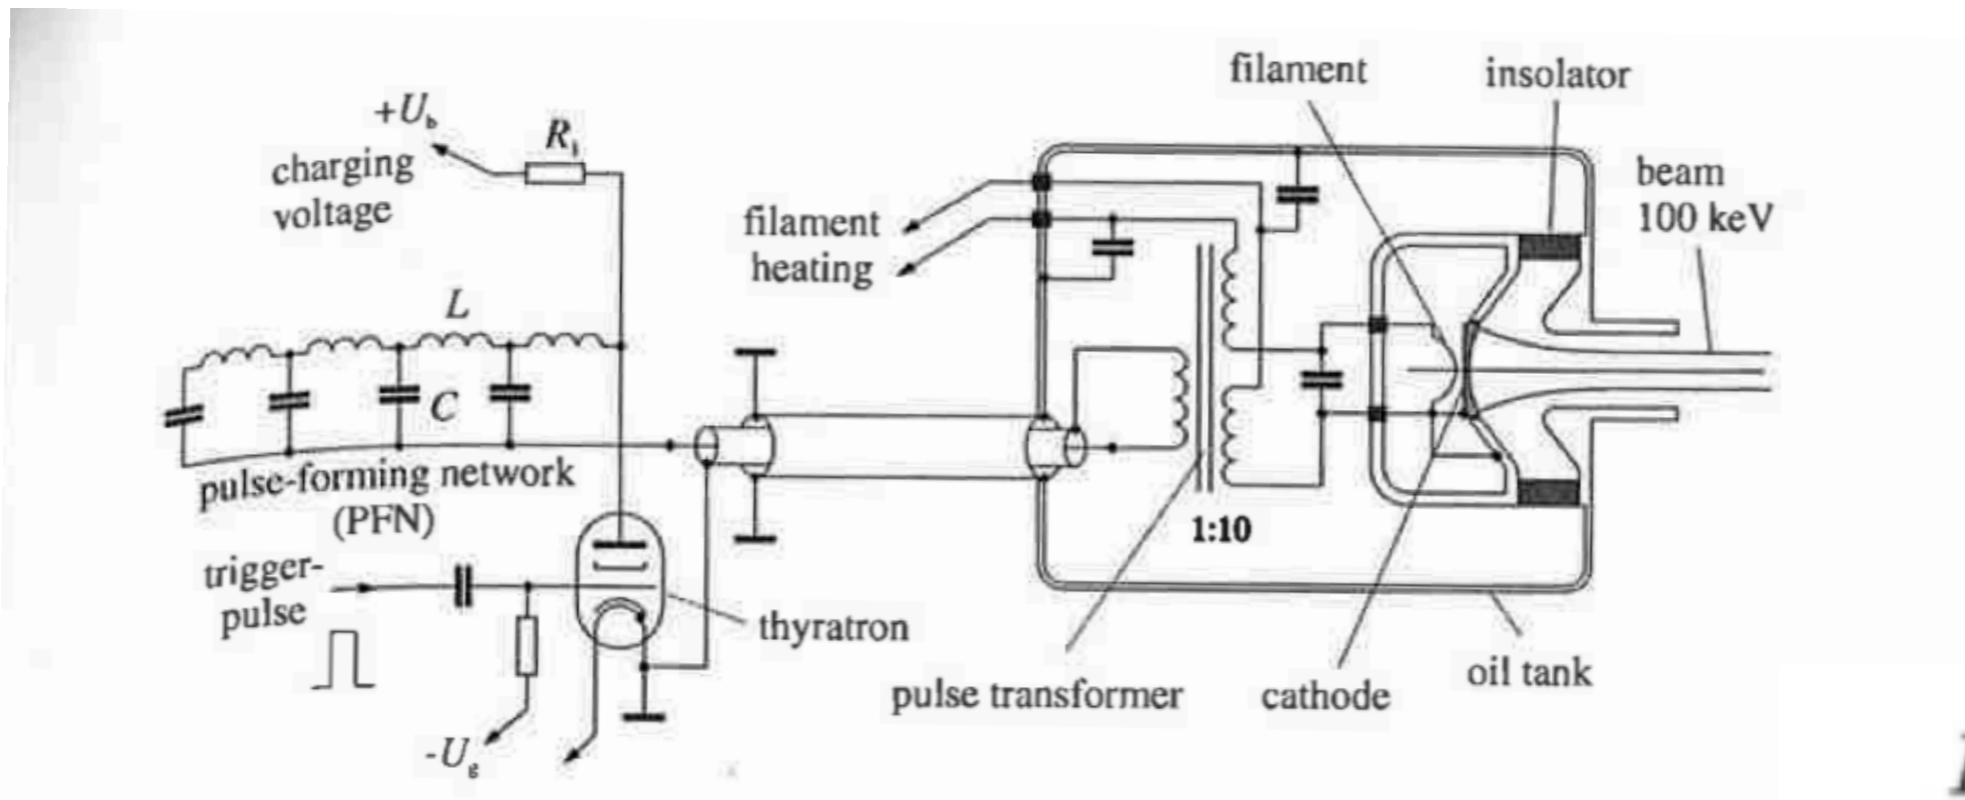 +U_b
charging
voltage
R_i
L
C
pulse-forming network
(PFN)
trigger-
pulse
-U_g
thyratron
filament
heating
pulse transformer
1:10
cathode
oil tank
filament
insolator
beam
100 keV